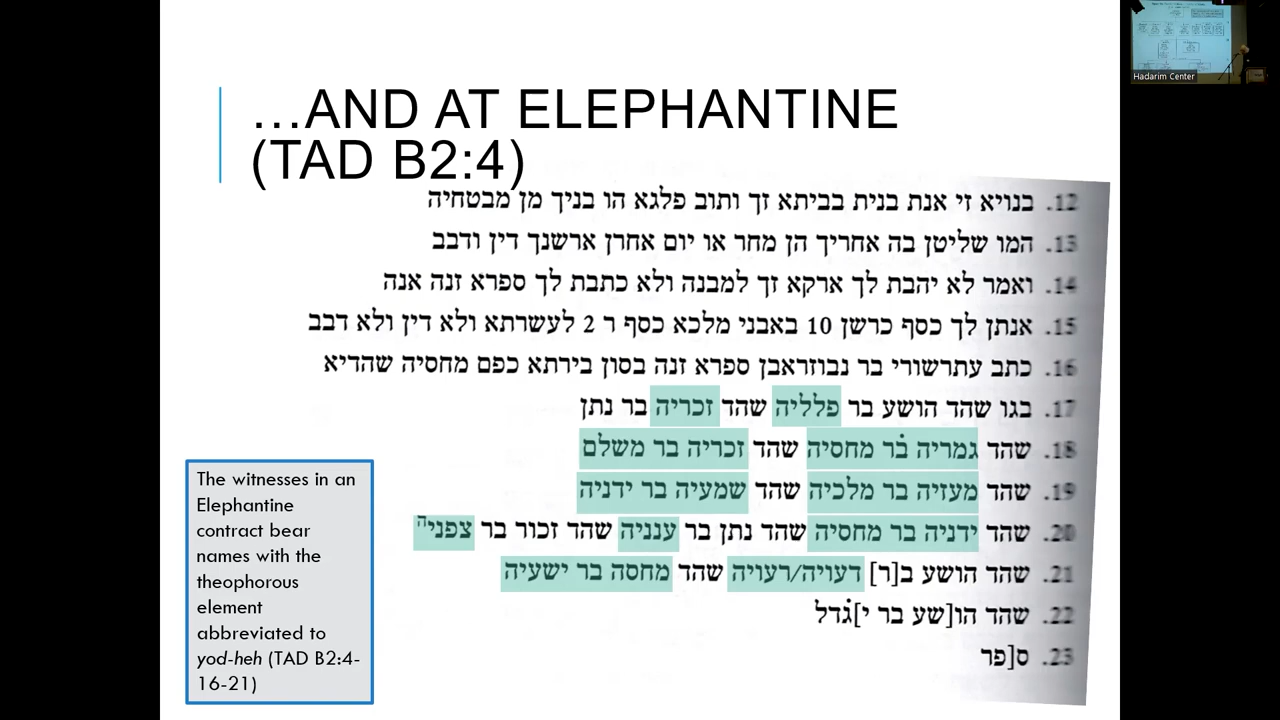 …AND AT ELEPHANTINE
(TAD B2:4)
12. בנויא זי אנת בנית בביתא זך ותוב פלגא הו בניך מן מבטחיה
13. המו שליטן בה אחריך הן מחר או יום אחרן ארשנך דין ודבב
14. ואמר לא יהבת לך ארקא זך למבנה ולא כתבת לך ספרא זנה אנה
15. אנתן לך כסף כרשן 10 באבני מלכא כסף ר 2 לעשרתא ולא דין ולא דבב
16. כתב עתרשורי בר נבוזראבן ספרא זנה בסון בירתא כפם מחסיה שהדיא
17. בגו שהד הושע בר פלליה שהד זכריה בר נתן
18. שהד גמריה בׄר מחסיה שהד זכריה בר משלם
19. שהד מעזיה בר מלכיה שהד שמעיה בר ידניה
20. שהד ידניה בר מחסיה שהד נתן בר ענניה שהד זכור בר צפניה
21. שהד הושע ב[ר] דעויה/רעויה שהד מחסה בר ישעיה
22. שהד הו[שע בר י]גׄדל
23. ס[פר
The witnesses in an
Elephantine
contract bear
names with the
theophorous
element
abbreviated to
yod-heh (TAD B2:4-
16-21)
Hadarim Center